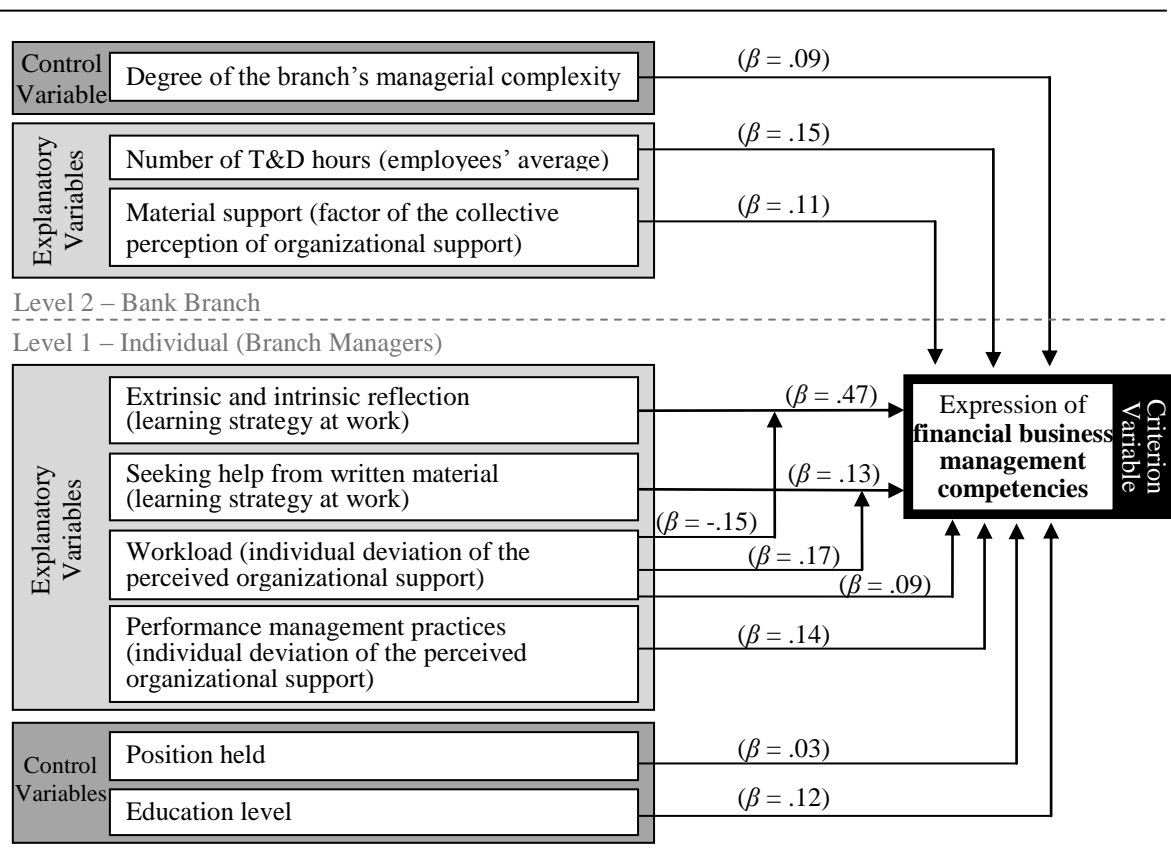 Control
Variable
Degree of the branch's managerial complexity
(β = .09)
Explanatory
Variables
Number of T&D hours (employees' average)
(β = .15)
Material support (factor of the collective
perception of organizational support)
(β = .11)
Level 2 – Bank Branch
Level 1 – Individual (Branch Managers)
Explanatory
Variables
Extrinsic and intrinsic reflection
(learning strategy at work)
(β = .47)
Seeking help from written material
(learning strategy at work)
(β = .13)
Workload (individual deviation of the
perceived organizational support)
(β = -.15)
(β = .17)
(β = .09)
Performance management practices
(individual deviation of the perceived
organizational support)
(β = .14)
Expression of
financial business
management
competencies
Criterion
Variable
Control
Variables
Position held
(β = .03)
Education level
(β = .12)